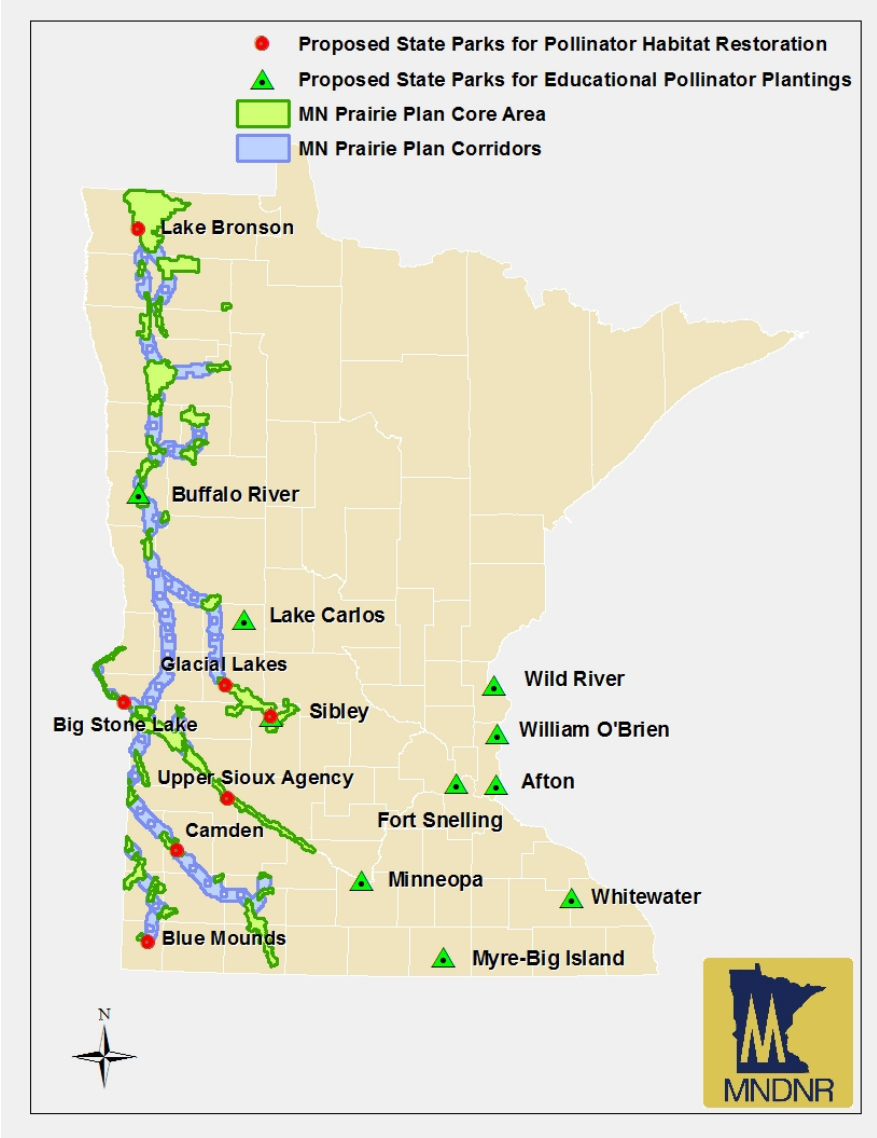 Proposed State Parks for Pollinator Habitat Restoration
Proposed State Parks for Educational Pollinator Plantings
MN Prairie Plan Core Area
MN Prairie Plan Corridors
Lake Bronson
Buffalo River
Lake Carlos
Glacial Lakes
Wild River
Sibley
Big Stone Lake
William O'Brien
Upper Sioux Agency
Afton
Fort Snelling
Camden
Minneopa
Whitewater
Blue Mounds
Myre-Big Island
N
M
MNDNR